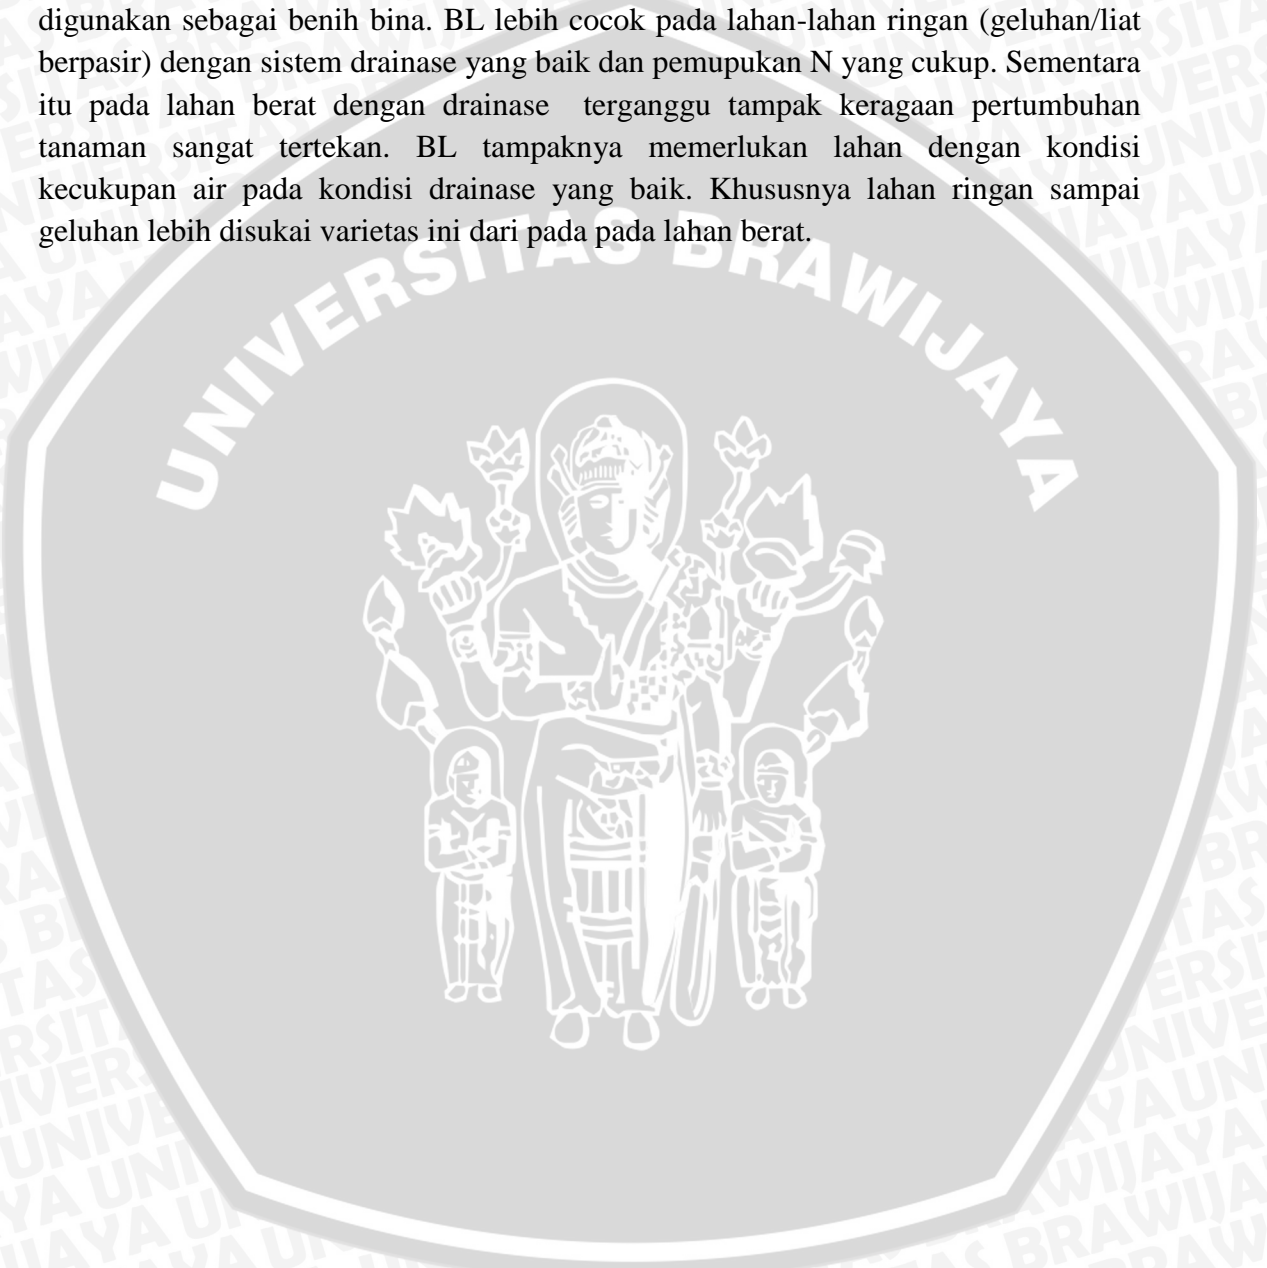 digunakan sebagai benih bina. BL lebih cocok pada lahan-lahan ringan (geluhan/liat
berpasir) dengan sistem drainase yang baik dan pemupukan N yang cukup. Sementara
itu pada lahan berat dengan drainase terganggu tampak keragaan pertumbuhan
tanaman sangat tertekan. BL tampaknya memerlukan lahan dengan kondisi
kecukupan air pada kondisi drainase yang baik. Khususnya lahan ringan sampai
geluhan lebih disukai varietas ini dari pada pada lahan berat.
UNIVERSITAS BRAWIJAYA